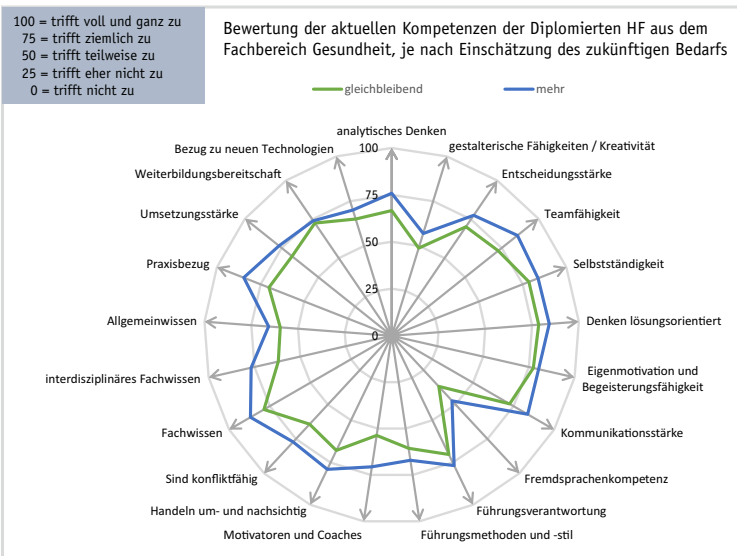 100 = trifft voll und ganz zu
75 = trifft ziemlich zu
50 = trifft teilweise zu
25 = trifft eher nicht zu
0 = trifft nicht zu
Bewertung der aktuellen Kompetenzen der Diplomierten HF aus dem
Fachbereich Gesundheit, je nach Einschätzung des zukünftigen Bedarfs
gleichbleibend
mehr
analytisches Denken
gestalterische Fähigkeiten / Kreativität
Entscheidungsstärke
Teamfähigkeit
Selbstständigkeit
Denken lösungsorientiert
Eigenmotivation und
Begeisterungsfähigkeit
Kommunikationsstärke
Fremdsprachenkompetenz
Führungsverantwortung
Führungsmethoden und -stil
Motivatoren und Coaches
Handeln um- und nachsichtig
Sind konfliktfähig
Fachwissen
interdisziplinäres Fachwissen
Allgemeinwissen
Praxisbezug
Umsetzungsstärke
Weiterbildungsbereitschaft
Bezug zu neuen Technologien
100
75
50
25
0